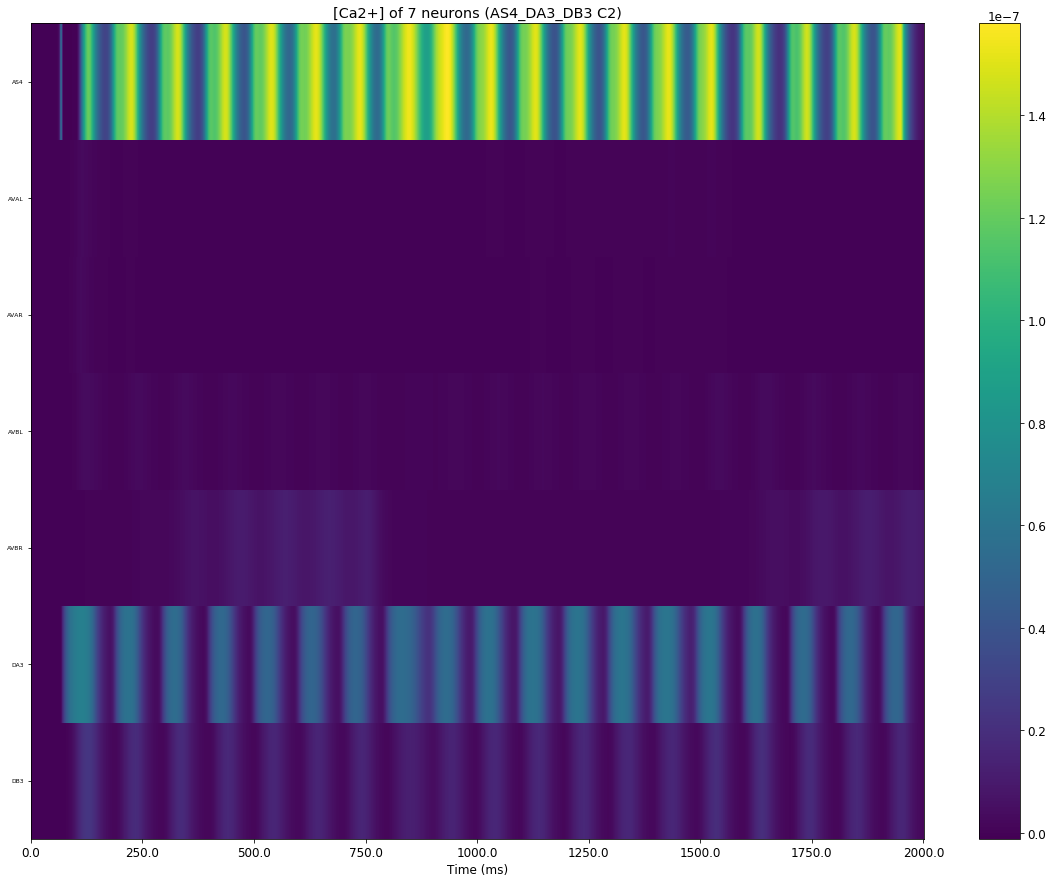 [Ca2+] of 7 neurons (AS4_DA3_DB3 C2)
1e−7
AS4
AVAL
AVAR
AVBL
AVBR
DA3
DB3
0.0 250.0 500.0 750.0 1000.0 1250.0 1500.0 1750.0 2000.0
Time (ms)
1.4
1.2
1.0
0.8
0.6
0.4
0.2
0.0